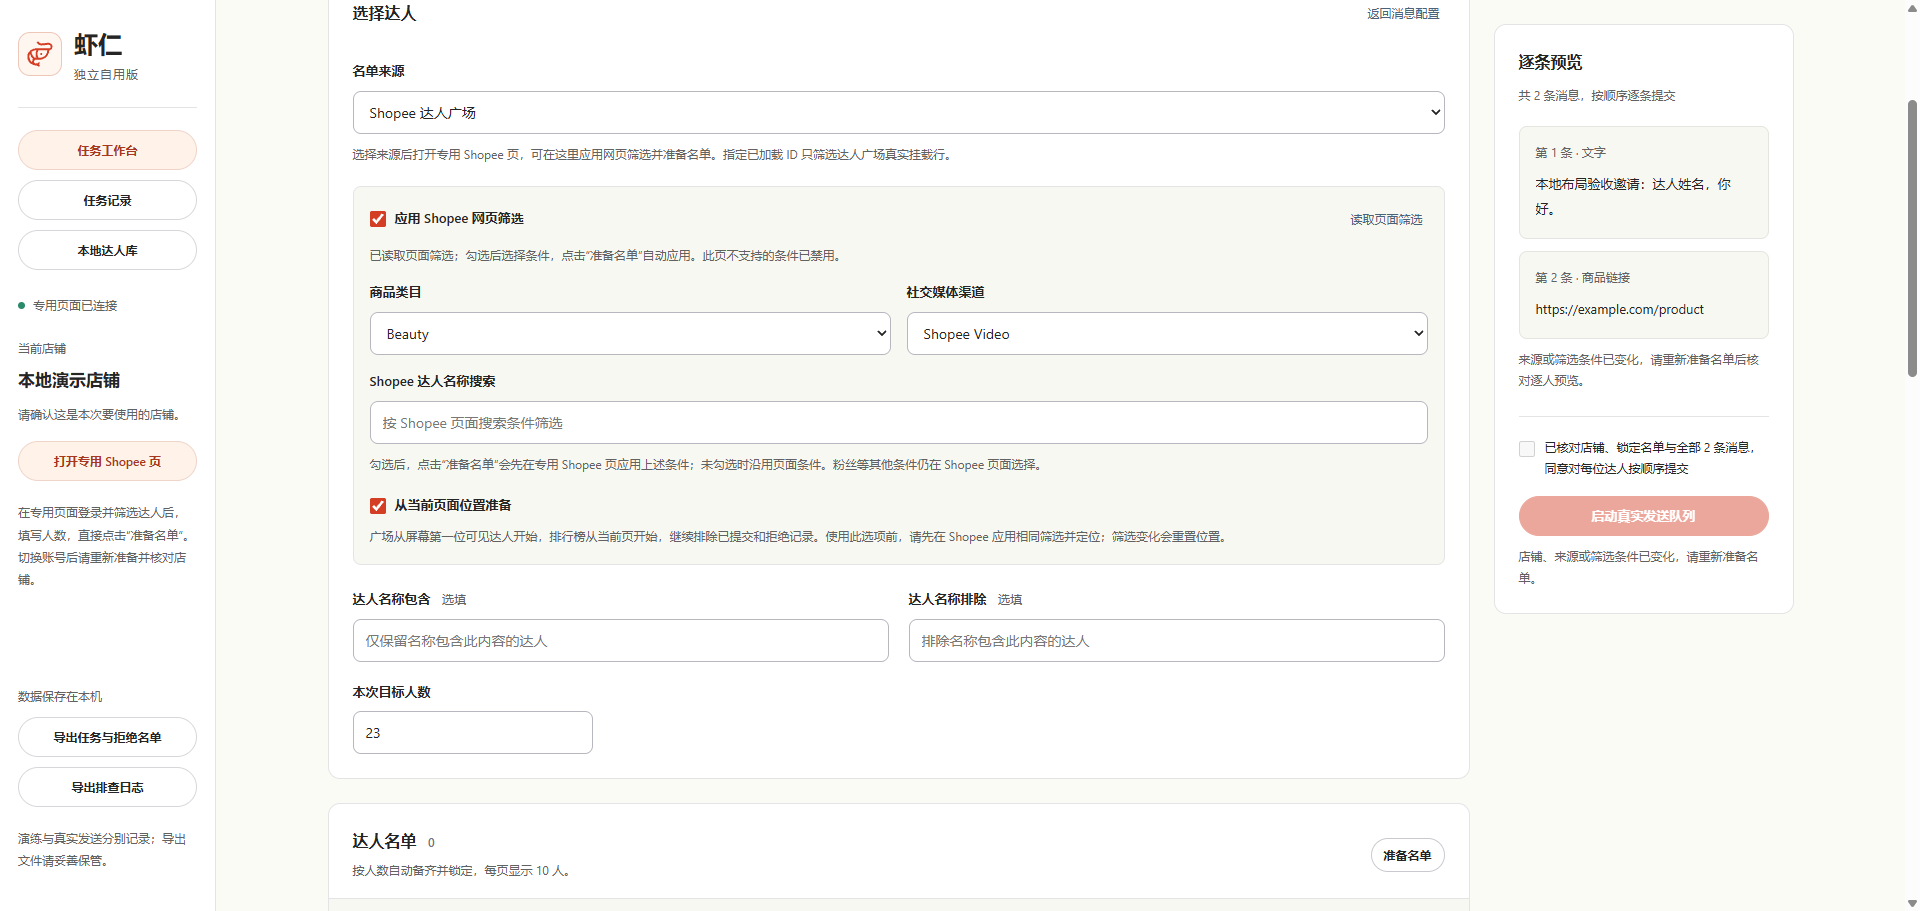 虾仁
独立自用版
任务工作台
任务记录
本地达人库
专用页面已连接
当前店铺
本地演示店铺
请确认这是本次要使用的店铺。
打开专用 Shopee 页
在专用页面登录并筛选达人后，
填写人数，直接点击“准备名单”。
切换账号后请重新准备并核对店
铺。
数据保存在本机
导出任务与拒绝名单
导出排查日志
演练与真实发送分别记录；导出
文件请妥善保管。
选择达人
返回消息配置
名单来源
Shopee 达人广场
选择来源后打开专用 Shopee 页，可在这里应用网页筛选并准备名单。指定已加载 ID 只筛选达人广场真实挂载行。
应用 Shopee 网页筛选
读取页面筛选
已读取页面筛选；勾选后选择条件，点击“准备名单”自动应用。此页不支持的条件已禁用。
商品类目
社交媒体渠道
Beauty
Shopee Video
Shopee 达人名称搜索
按 Shopee 页面搜索条件筛选
勾选后，点击“准备名单”会先在专用 Shopee 页应用上述条件；未勾选时沿用页面条件。粉丝等其他条件仍在 Shopee 页面选择。
从当前页面位置准备
广场从屏幕第一位可见达人开始，排行榜从当前页开始，继续排除已提交和拒绝记录。使用此选项前，请先在 Shopee 应用相同筛选并定位；筛选变化会重置位置。
达人名称包含 选填
达人名称排除 选填
仅保留名称包含此内容的达人
排除名称包含此内容的达人
本次目标人数
23
达人名单 0
按人数自动备齐并锁定，每页显示 10 人。
准备名单
逐条预览
共 2 条消息，按顺序逐条提交
第 1 条 · 文字
本地布局验收邀请：达人姓名，你
好。
第 2 条 · 商品链接
https://example.com/product
来源或筛选条件已变化，请重新准备名单后核
对逐人预览。
已核对店铺、锁定名单与全部 2 条消息，
同意对每位达人按顺序提交
启动真实发送队列
店铺、来源或筛选条件已变化，请重新准备名
单。